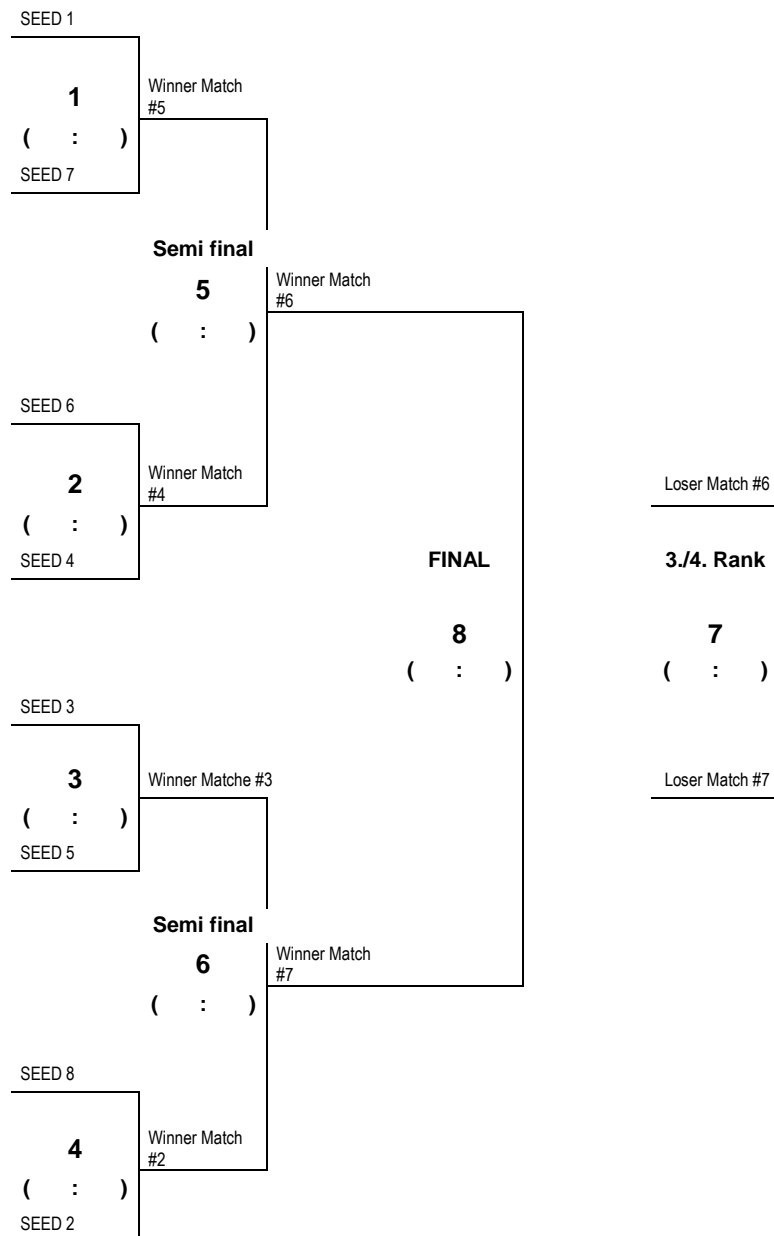 SEED 1
1
Winner Match
#5
( : )
SEED 7
Semi final
5
Winner Match
#6
( : )
SEED 6
2
Winner Match
#4
( : )
SEED 4
Loser Match #6
FINAL
3./4. Rank
8
7
( : )
( : )
SEED 3
3
Winner Matche #3
Loser Match #7
( : )
SEED 5
Semi final
6
Winner Match
#7
( : )
SEED 8
4
Winner Match
#2
( : )
SEED 2